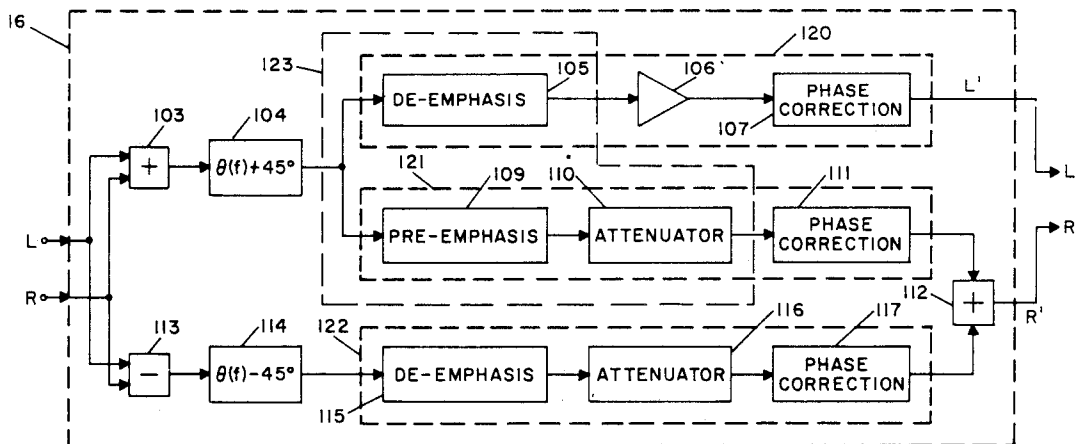 16
123
120
105
106
DE-EMPHASIS
PHASE
CORRECTION
107
L'
103
+
104
θ(f)+45°
121
109
110
111
PRE-EMPHASIS
ATTENUATOR
PHASE
CORRECTION
L
R
L
R
112
+
R'
113
−
114
θ(f)−45°
122
116
117
DE-EMPHASIS
ATTENUATOR
PHASE
CORRECTION
115